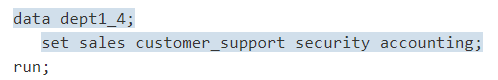 data dept1_4;
set sales customer_support security accounting;
run;